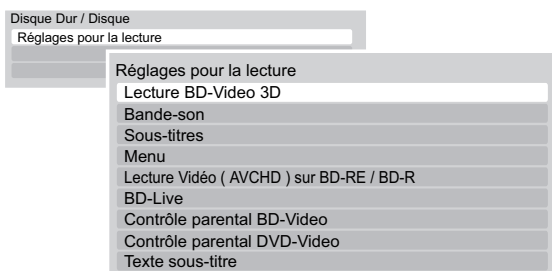 Disque Dur / Disque
Réglages pour la lecture
Réglages pour la lecture
Lecture BD-Video 3D
Bande-son
Sous-titres
Menu
Lecture Vidéo ( AVCHD ) sur BD-RE / BD-R
BD-Live
Contrôle parental BD-Video
Contrôle parental DVD-Video
Texte sous-titre